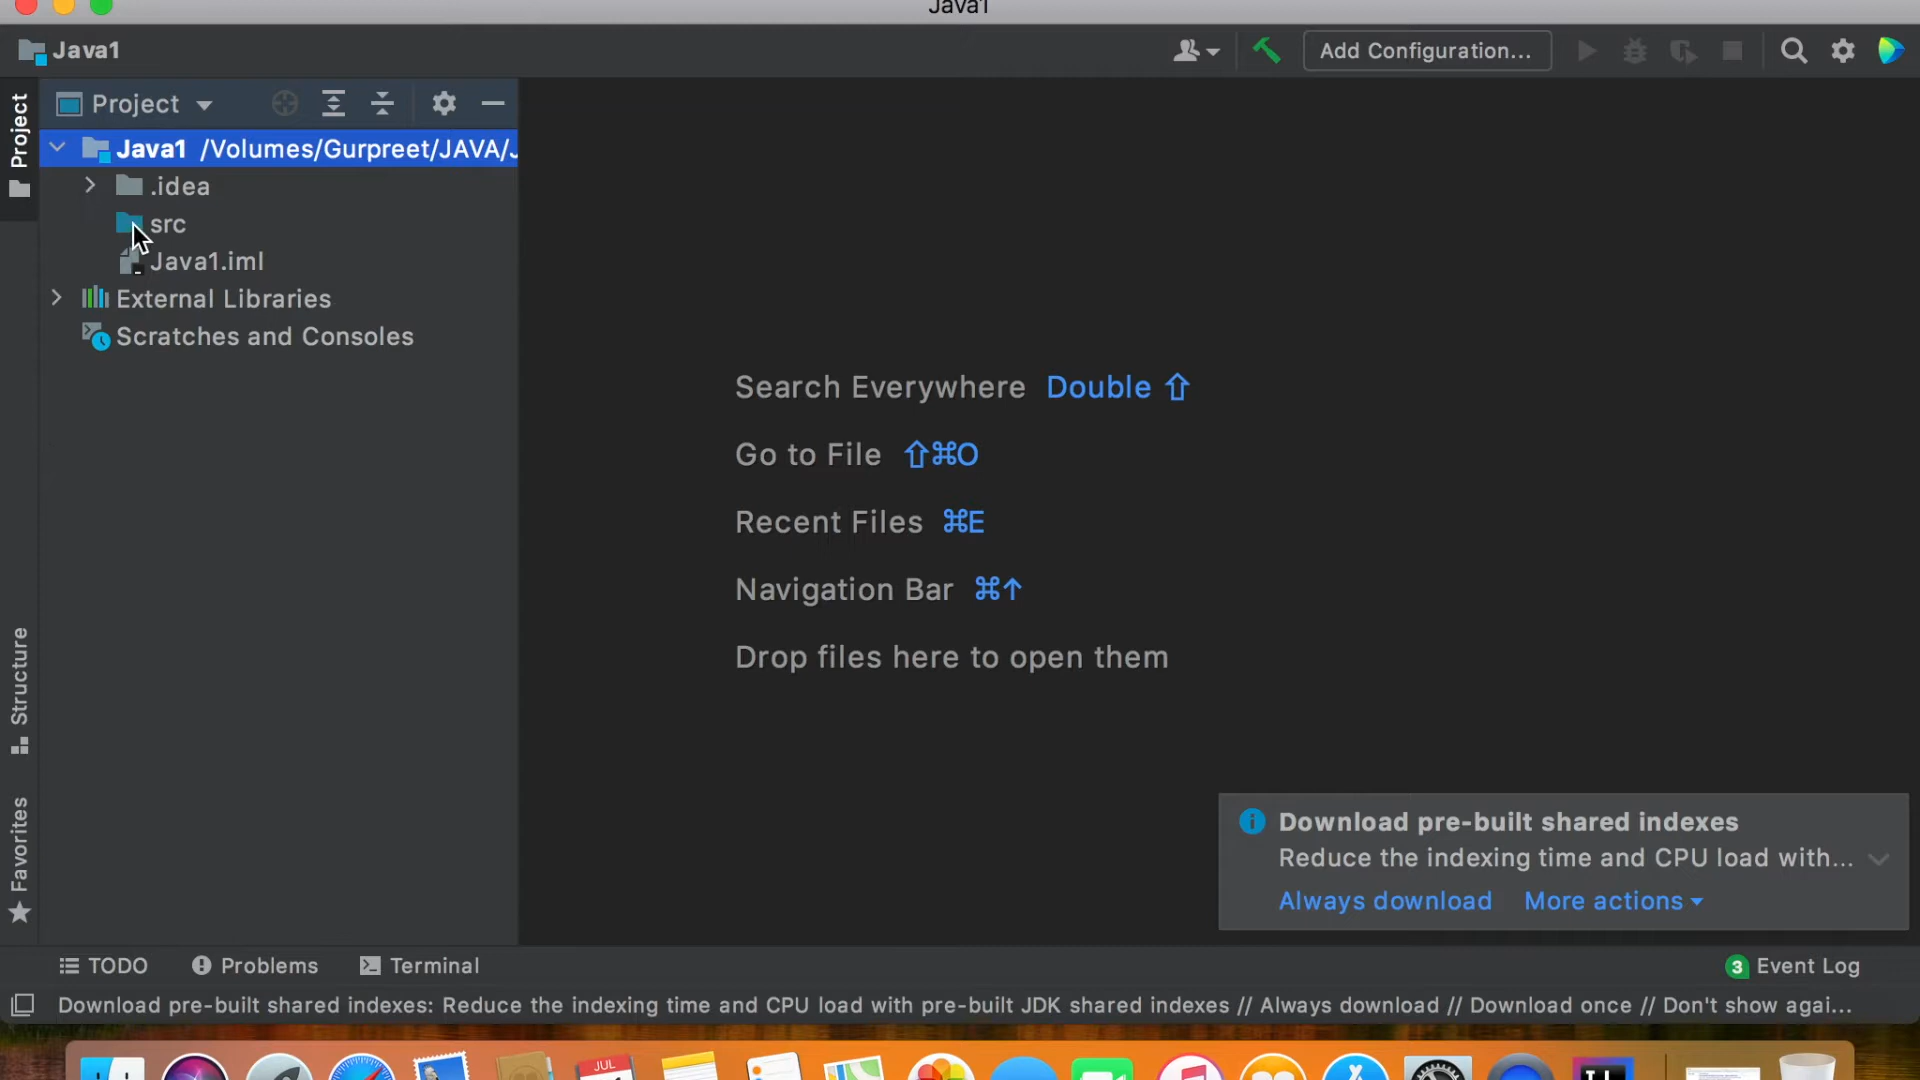 Java1
Java1
Add Configuration...
Project
Project
Java1 /Volumes/Gurpreet/JAVA/J
.idea
src
Java1.iml
External Libraries
Scratches and Consoles
Search Everywhere Double ⇧
Go to File ⇧⌘O
Recent Files ⌘E
Navigation Bar ⌘↑
Drop files here to open them
Structure
Favorites
Download pre-built shared indexes
Reduce the indexing time and CPU load with...
Always download More actions
TODO Problems Terminal
3 Event Log
Download pre-built shared indexes: Reduce the indexing time and CPU load with pre-built JDK shared indexes // Always download // Download once // Don't show agai...
JUL